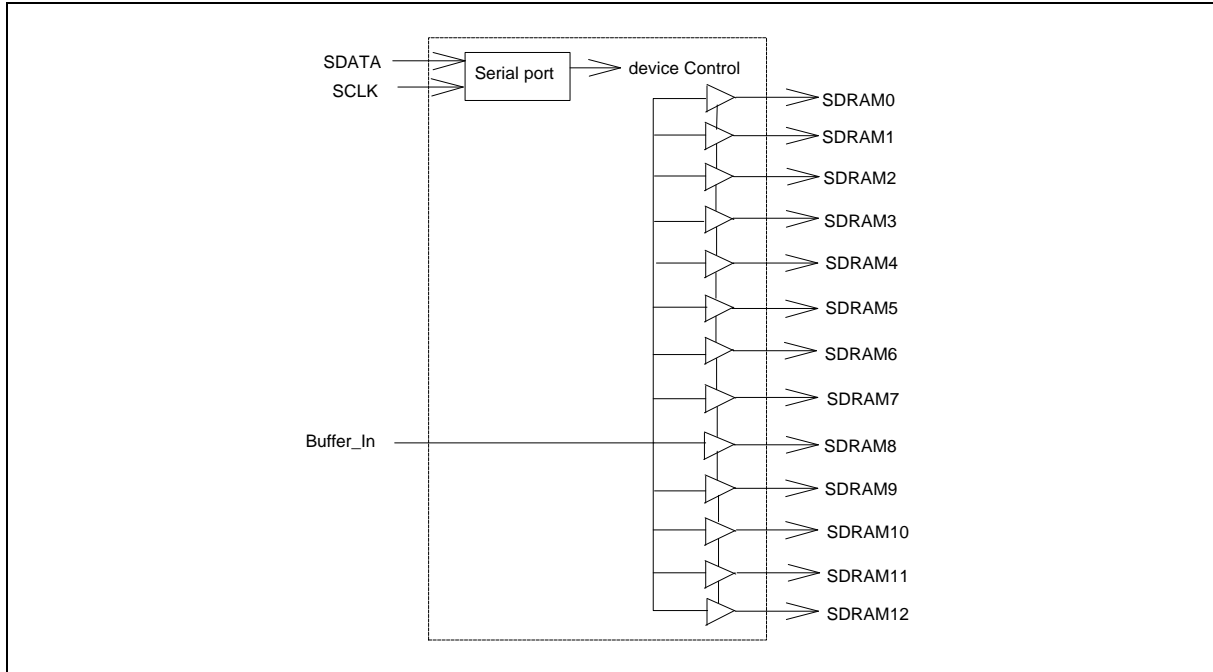 SDATA
SCLK
Serial port
device Control
SDRAM0
SDRAM1
SDRAM2
SDRAM3
SDRAM4
SDRAM5
SDRAM6
SDRAM7
Buffer_In
SDRAM8
SDRAM9
SDRAM10
SDRAM11
SDRAM12